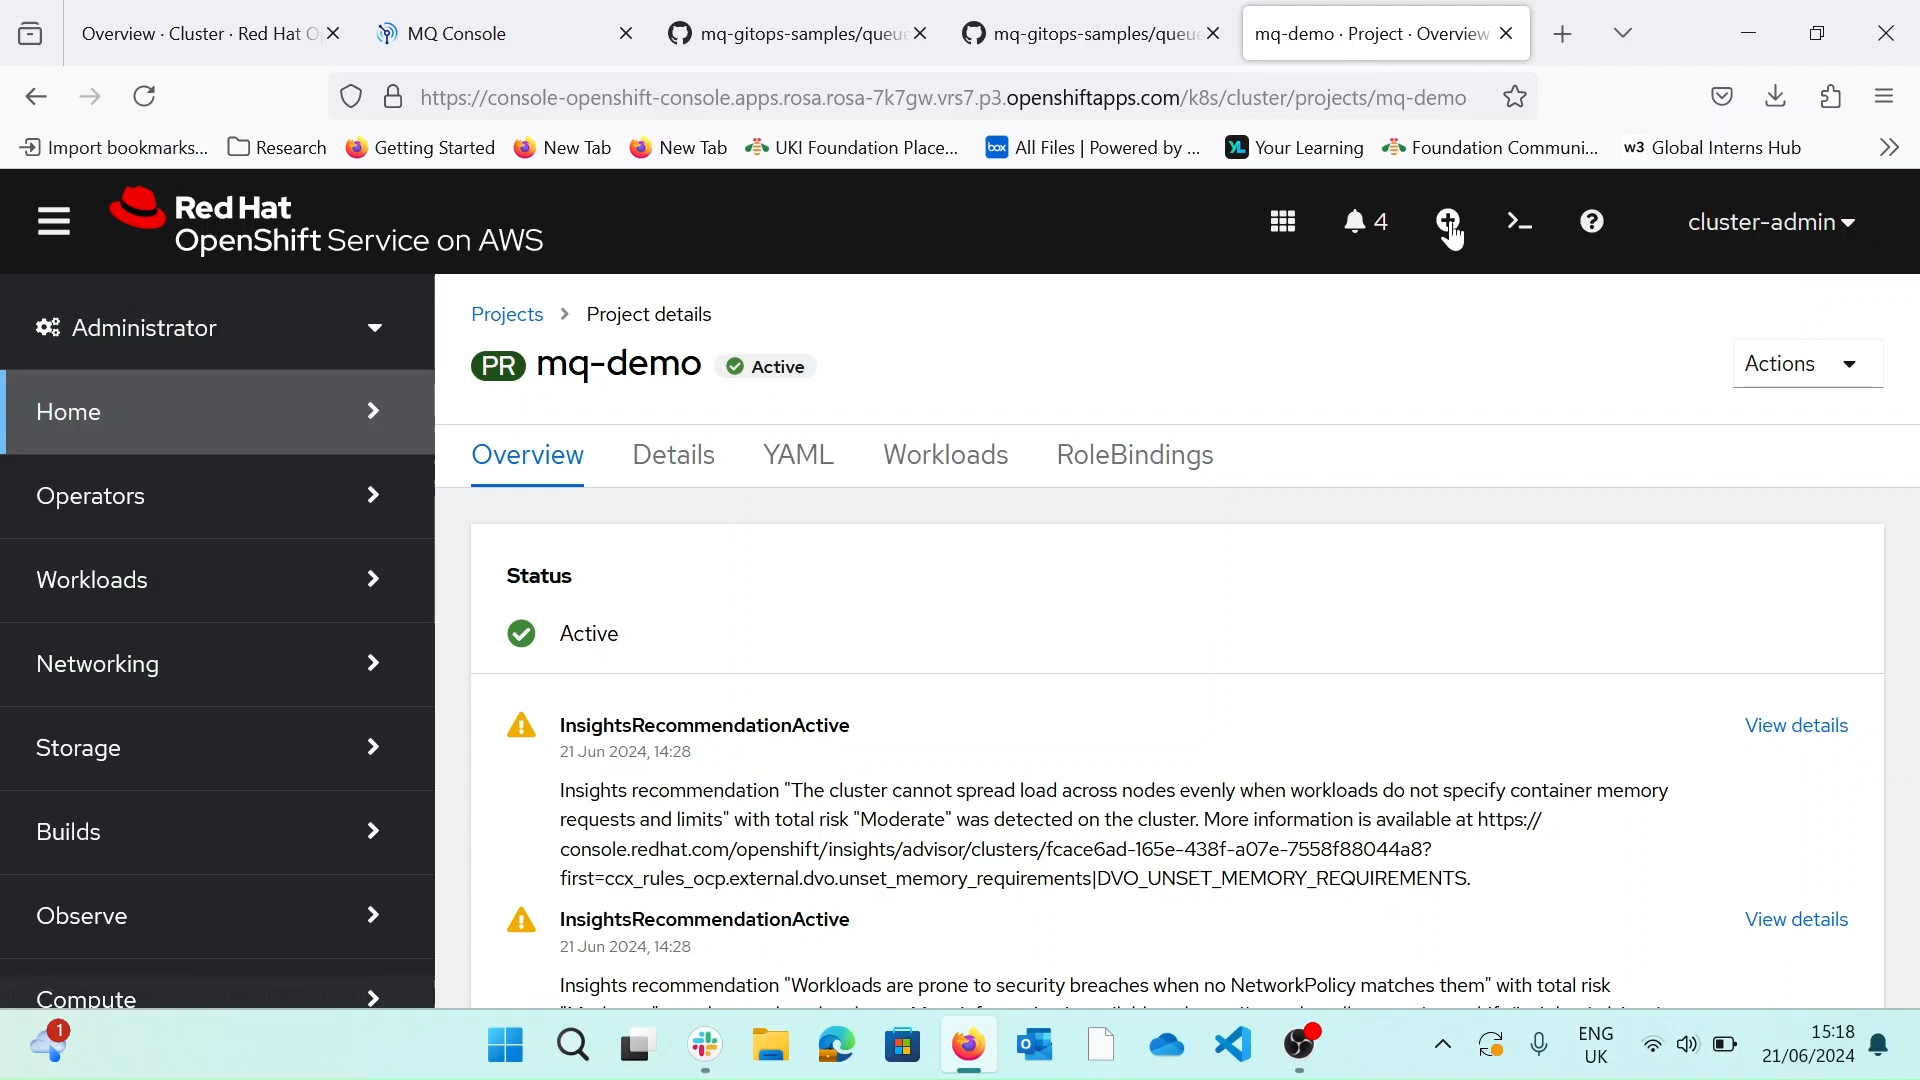 Overview · Cluster · Red Hat O
MQ Console
mq-gitops-samples/queue
mq-gitops-samples/queue
mq-demo · Project · Overview
https://console-openshift-console.apps.rosa.rosa-7k7gw.vrs7.p3.openshiftapps.com/k8s/cluster/projects/mq-demo
Import bookmarks...
Research
Getting Started
New Tab
New Tab
UKI Foundation Place...
box
All Files | Powered by ...
YL
Your Learning
Foundation Communi...
w3
Global Interns Hub
Red Hat
OpenShift Service on AWS
4
cluster-admin
Administrator
Home
Operators
Workloads
Networking
Storage
Builds
Observe
Compute
Projects > Project details
PR mq-demo Active
Actions
Overview
Details
YAML
Workloads
RoleBindings
Status
Active
InsightsRecommendationActive
View details
21 Jun 2024, 14:28
Insights recommendation "The cluster cannot spread load across nodes evenly when workloads do not specify container memory
requests and limits" with total risk "Moderate" was detected on the cluster. More information is available at https://
console.redhat.com/openshift/insights/advisor/clusters/fcace6ad-165e-438f-a07e-7558f88044a8?
first=ccx_rules_ocp.external.dvo.unset_memory_requirements|DVO_UNSET_MEMORY_REQUIREMENTS.
InsightsRecommendationActive
View details
21 Jun 2024, 14:28
Insights recommendation "Workloads are prone to security breaches when no NetworkPolicy matches them" with total risk
1
ENG
UK
15:18
21/06/2024